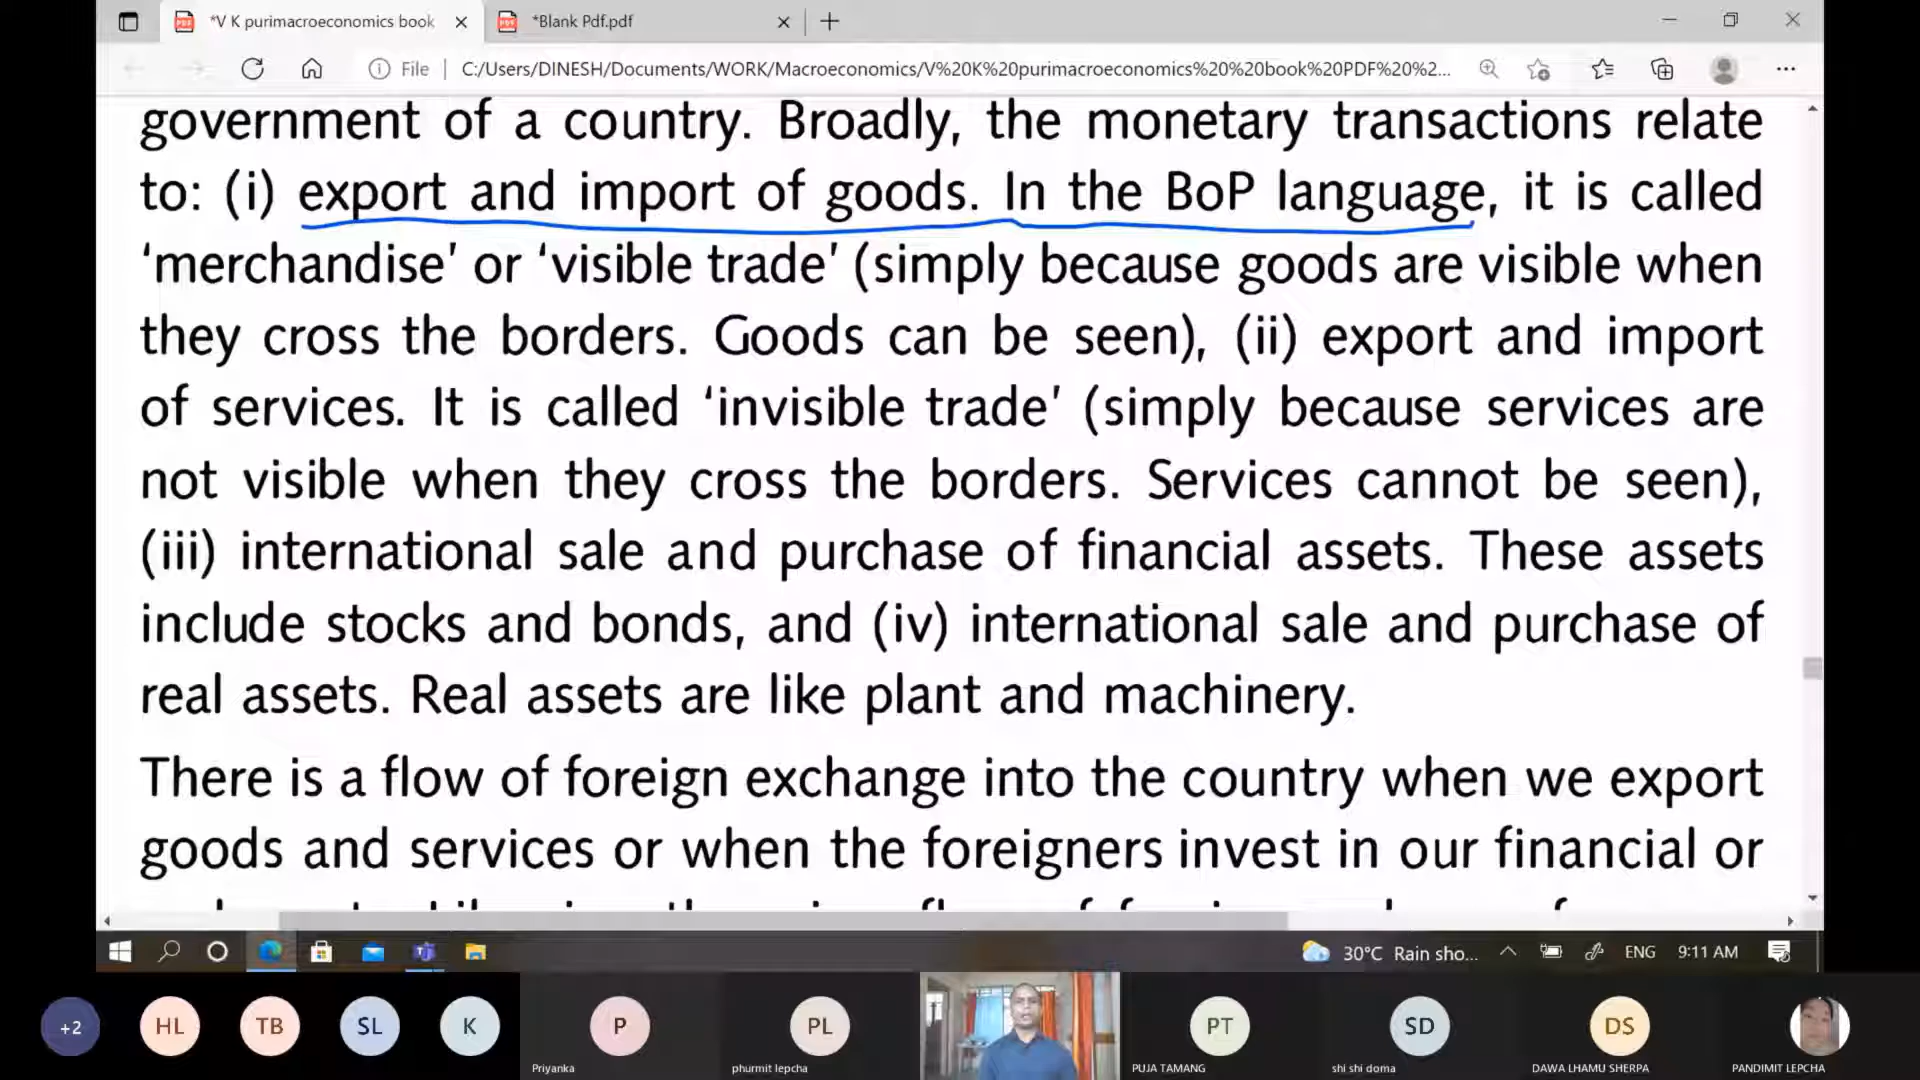 *V K purimacroeconomics book
*Blank Pdf.pdf
File
C:/Users/DINESH/Documents/WORK/Macroeconomics/V%20K%20purimacroeconomics%20%20book%20PDF%20%2...
government of a country. Broadly, the monetary transactions relate
to: (i) export and import of goods. In the BoP language, it is called
‘merchandise’ or ‘visible trade’ (simply because goods are visible when
they cross the borders. Goods can be seen), (ii) export and import
of services. It is called ‘invisible trade’ (simply because services are
not visible when they cross the borders. Services cannot be seen),
(iii) international sale and purchase of financial assets. These assets
include stocks and bonds, and (iv) international sale and purchase of
real assets. Real assets are like plant and machinery.
There is a flow of foreign exchange into the country when we export
goods and services or when the foreigners invest in our financial or
30°C Rain sho...
ENG
9:11 AM
+2
HL
TB
SL
K
P
PL
PT
SD
DS
Priyanka
phurmit lepcha
PUJA TAMANG
shi shi doma
DAWA LHAMU SHERPA
PANDIMIT LEPCHA